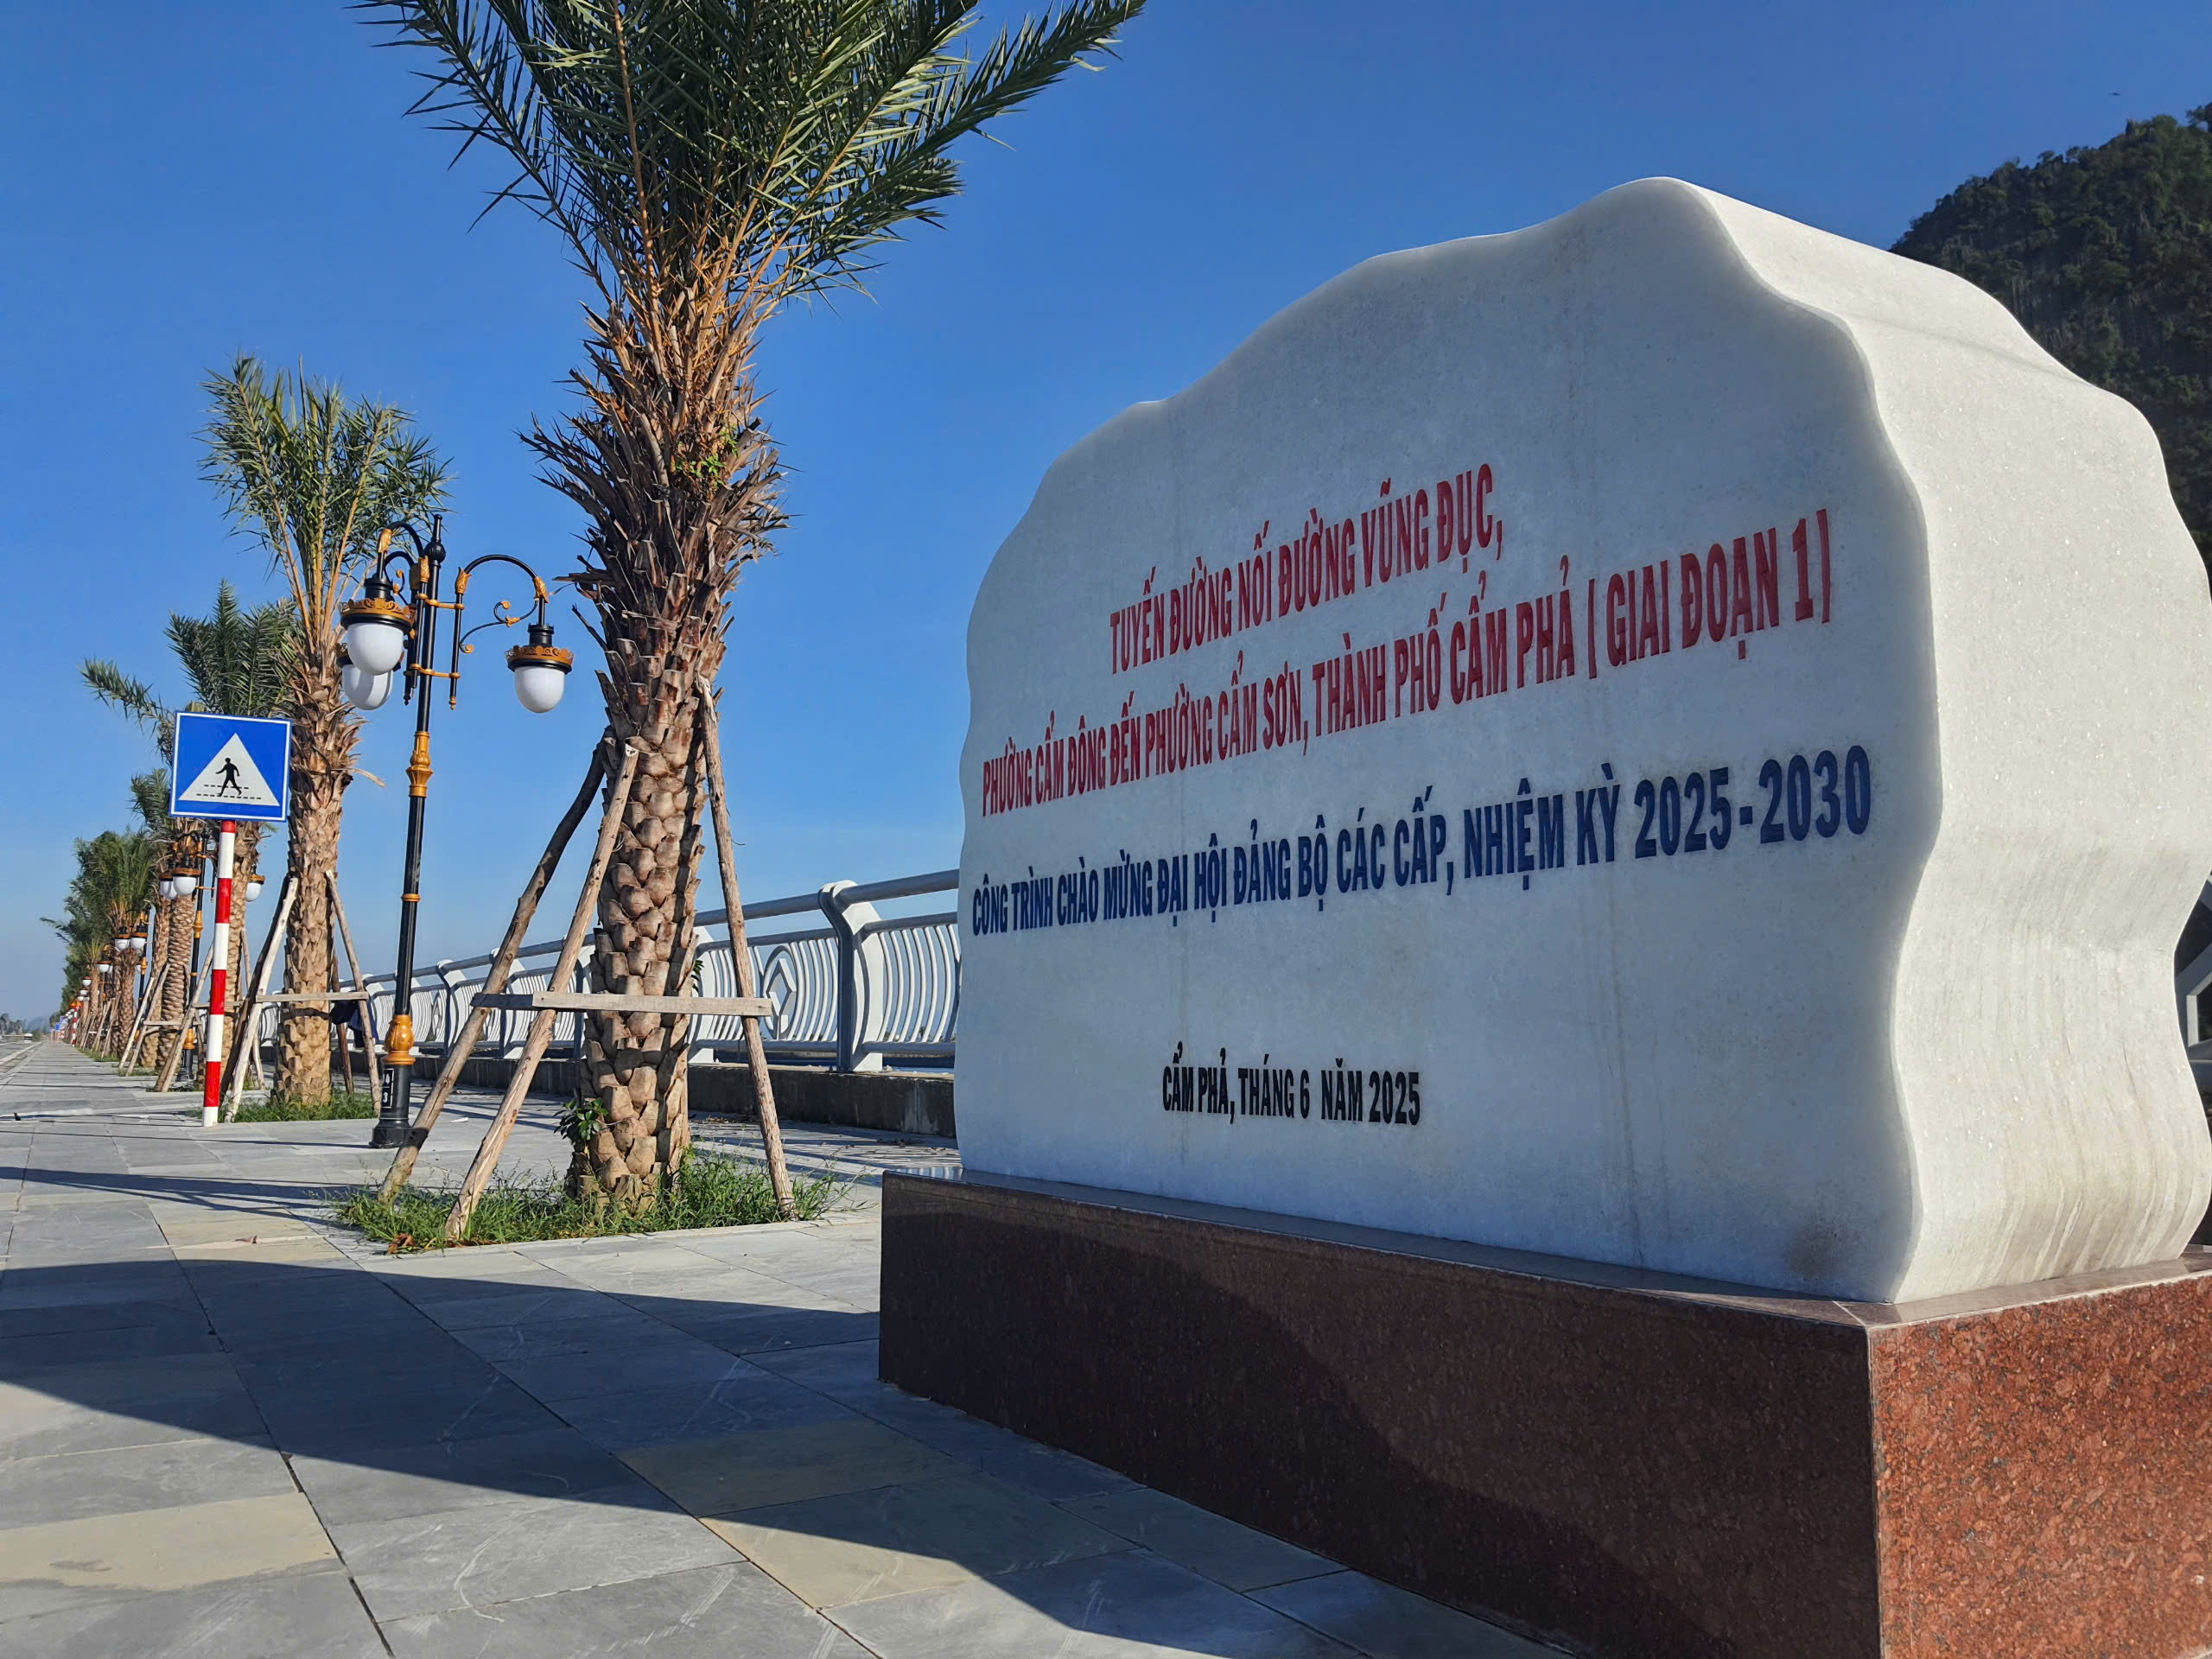 TUYẾN ĐƯỜNG NỐI ĐƯỜNG VŨNG ĐỤC,
PHƯỜNG CẨM ĐÔNG ĐẾN PHƯỜNG CẨM SƠN, THÀNH PHỐ CẨM PHẢ ( GIAI ĐOẠN 1)
CÔNG TRÌNH CHÀO MỪNG ĐẠI HỘI ĐẢNG BỘ CÁC CẤP, NHIỆM KỲ 2025-2030
CẨM PHẢ, THÁNG 6 NĂM 2025